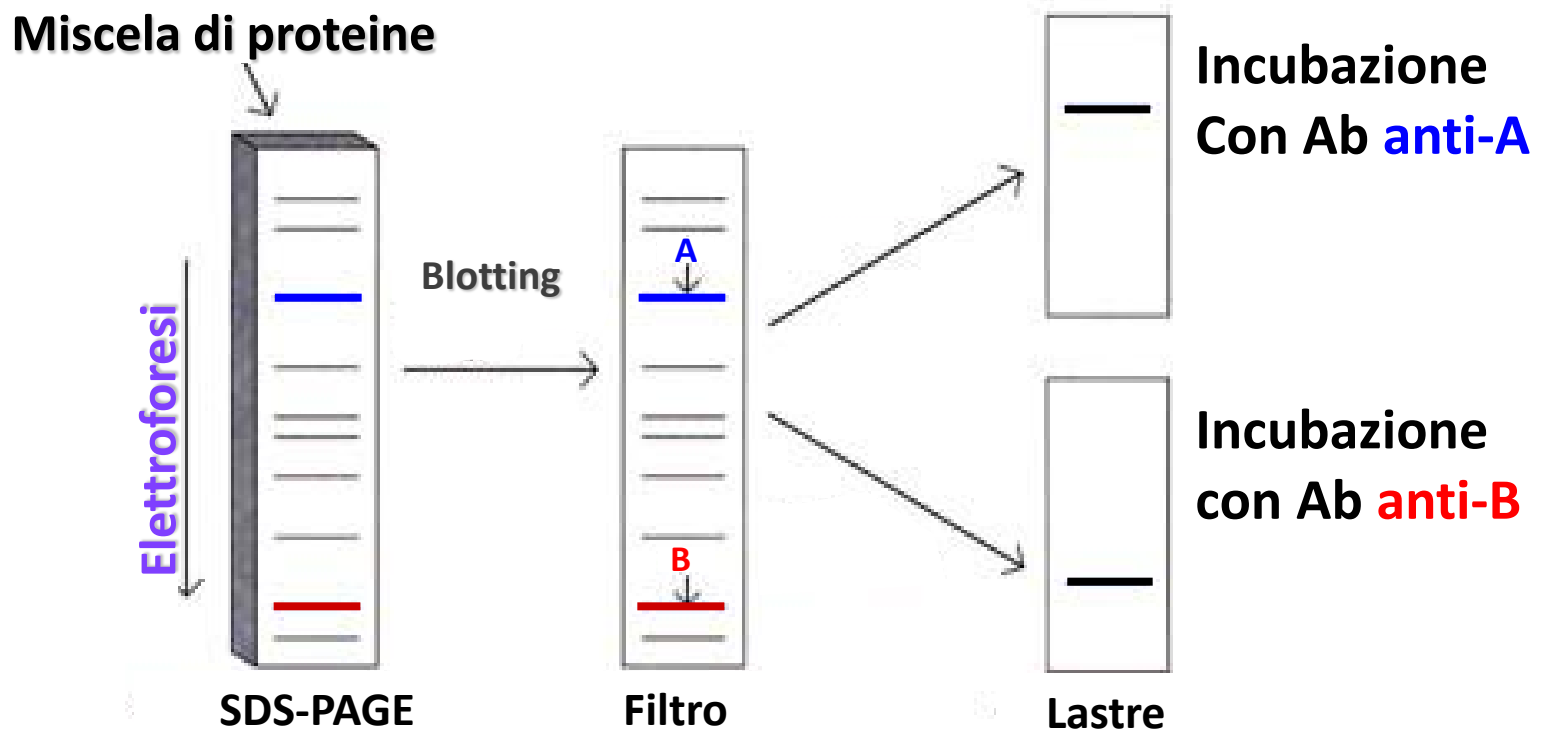 Miscela di proteine
Elettroforesi
SDS-PAGE
Blotting
A
B
Filtro
Incubazione
Con Ab anti-A
Incubazione
con Ab anti-B
Lastre